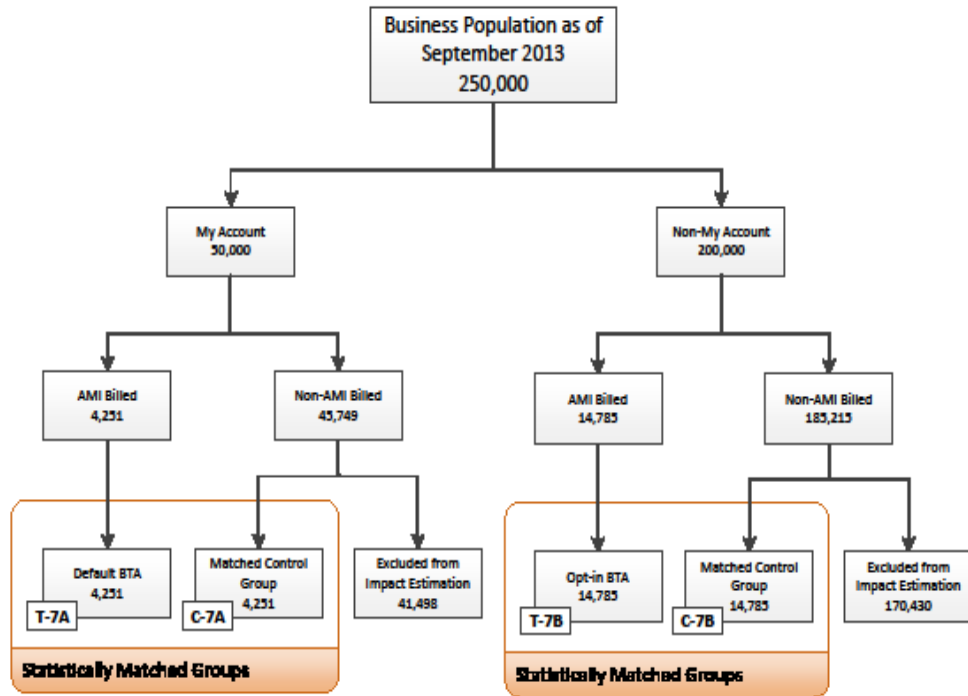 Business Population as of
September 2013
250,000
My Account
50,000
Non-My Account
200,000
AMI Billed
4,251
Non-AMI Billed
45,749
AMI Billed
14,785
Non-AMI Billed
185,215
Default BTA
4,251
T-7A
Matched Control
Group
4,251
C-7A
Excluded from
Impact Estimation
41,498
Statistically Matched Groups
Opt-in BTA
14,785
T-7B
Matched Control
Group
14,785
C-7B
Excluded from
Impact Estimation
170,430
Statistically Matched Groups